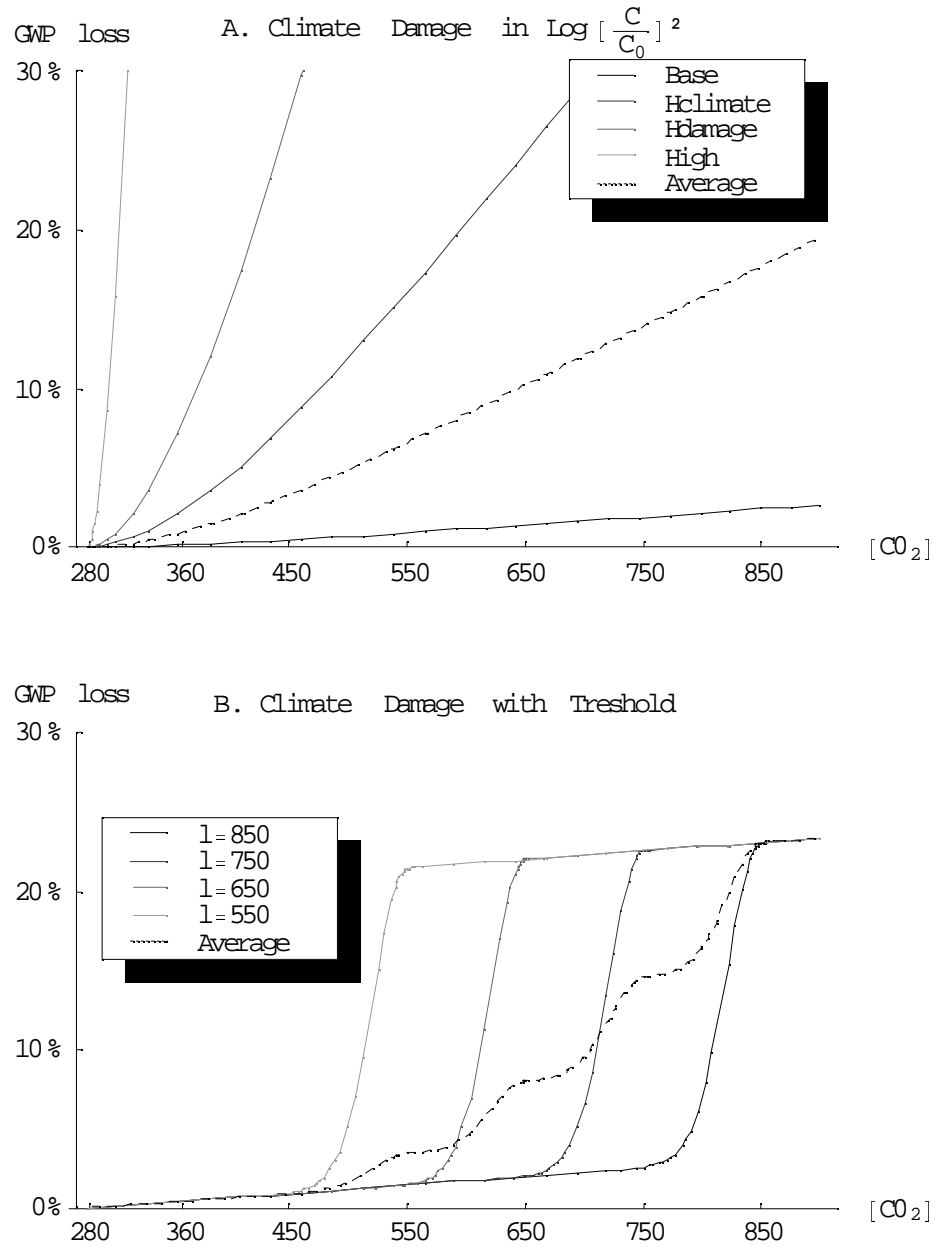 GWP loss
A. Climate Damage in Log [C/C₀]²
30%
20%
10%
0%
280 360 450 550 650 750 850
[CO₂]
Base
Hclimate
Hdamage
High
Average
GWP loss
B. Climate Damage with Treshold
30%
20%
10%
0%
280 360 450 550 650 750 850
[CO₂]
l=850
l=750
l=650
l=550
Average